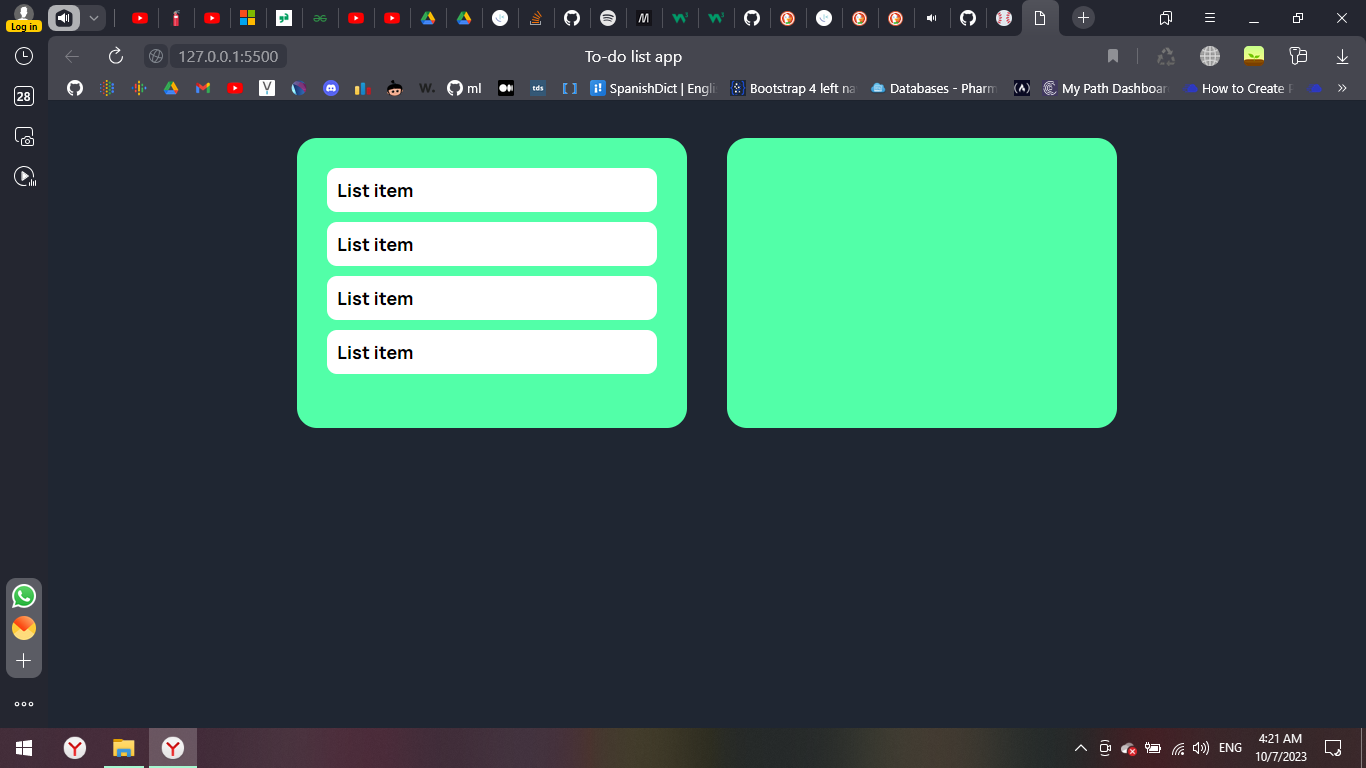 Log in
127.0.0.1:5500
To-do list app
28
ml
W.
tds
SpanishDict | Engli
Bootstrap 4 left na
Databases - Pharm
My Path Dashboar
How to Create
List item
List item
List item
List item
ENG
4:21 AM
10/7/2023